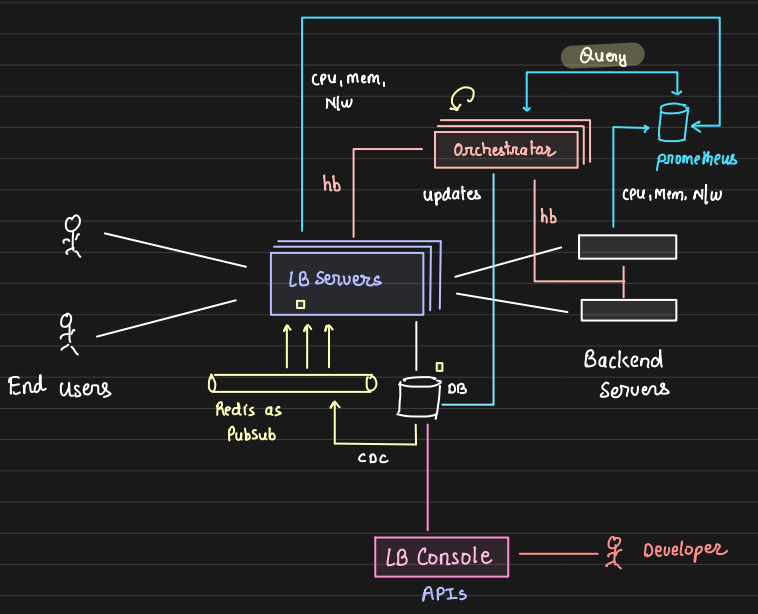 Query
CPU, Mem,
N/W
Orchestrator
prometheus
hb
updates
CPU, Mem, N/W
hb
LB Servers
End users
Redis as
Pubsub
DB
Backend
Servers
CDC
LB Console
Developer
APIs